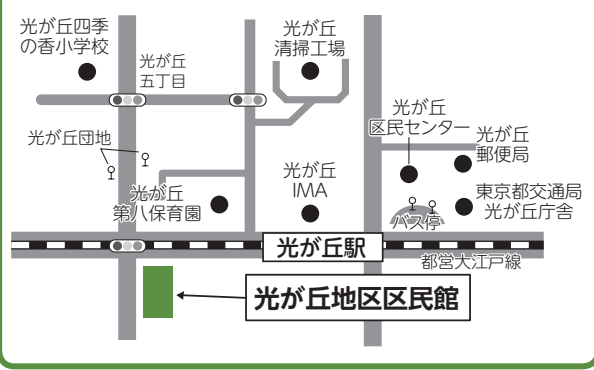 光が丘四季
の香小学校
光が丘
五丁目
光が丘
清掃工場
光が丘団地
光が丘
区民センター
光が丘
郵便局
光が丘
第八保育園
光が丘
IMA
東京都交通局
光が丘庁舎
バス停
光が丘駅
都営大江戸線
光が丘地区区民館